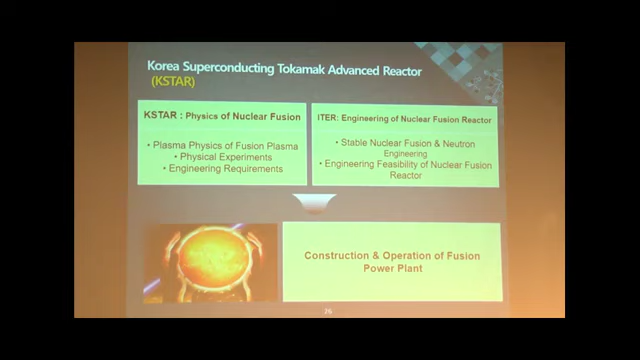 Korea Superconducting Tokamak Advanced Reactor
(KSTAR)
KSTAR : Physics of Nuclear Fusion
• Plasma Physics of Fusion Plasma
• Physical Experiments
• Engineering Requirements
ITER: Engineering of Nuclear Fusion Reactor
• Stable Nuclear Fusion & Neutron
Engineering
• Engineering Feasibility of Nuclear Fusion
Reactor
Construction & Operation of Fusion
Power Plant
26